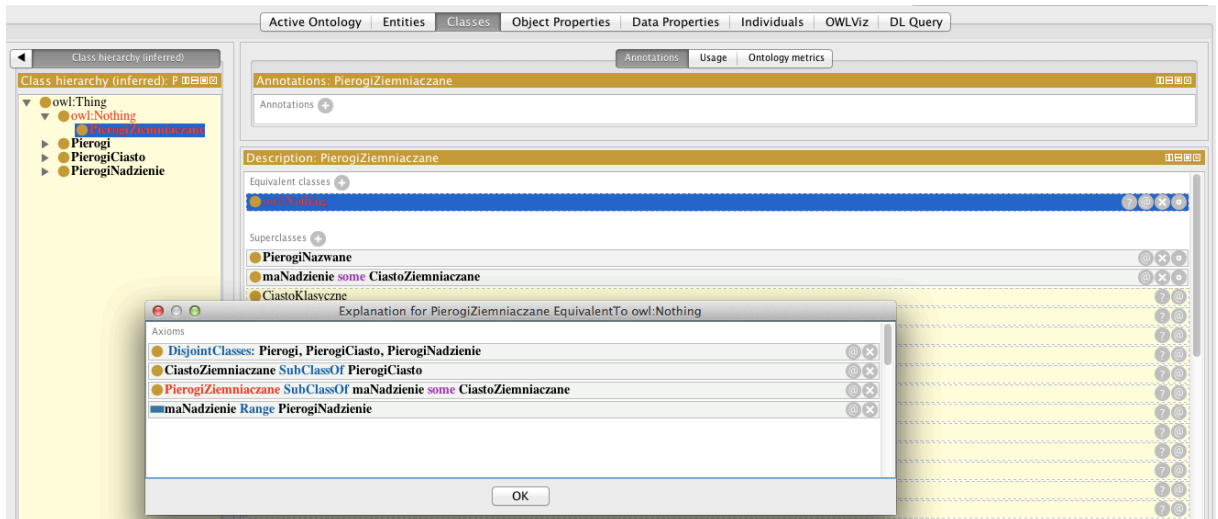 Active Ontology Entities Classes Object Properties Data Properties Individuals OWLViz DL Query
Class hierarchy (inferred)
Class hierarchy (inferred): P
owl:Thing
owl:Nothing
PierogiZiemniaczane
Pierogi
PierogiCiasto
PierogiNadzienie
Annotations Usage Ontology metrics
Annotations: PierogiZiemniaczane
Annotations
Description: PierogiZiemniaczane
Equivalent classes
owl:Nothing
Superclasses
PierogiNazwane
maNadzienie some CiastoZiemniaczane
CiastoKlasyczne
Explanation for PierogiZiemniaczane EquivalentTo owl:Nothing
Axioms
DisjointClasses: Pierogi, PierogiCiasto, PierogiNadzienie
CiastoZiemniaczane SubClassOf PierogiCiasto
PierogiZiemniaczane SubClassOf maNadzienie some CiastoZiemniaczane
maNadzienie Range PierogiNadzienie
OK